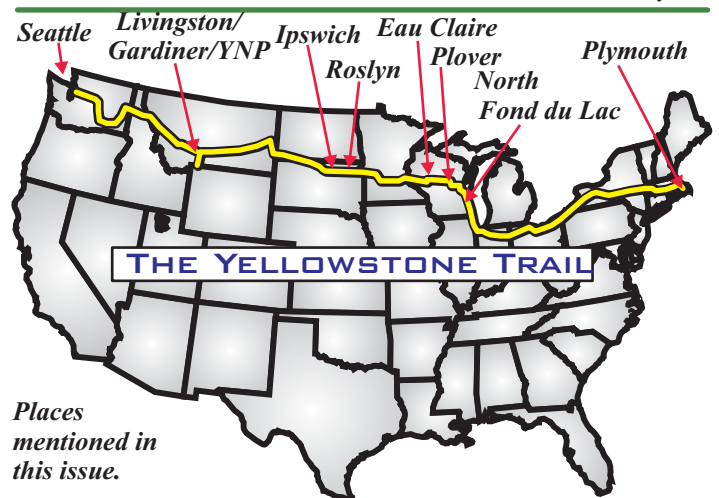 Seattle
Livingston/
Gardiner/YNP
Ipswich
Roslyn
Eau Claire
Plover
North
Fond du Lac
Plymouth
THE YELLOWSTONE TRAIL
Places
mentioned in
this issue.